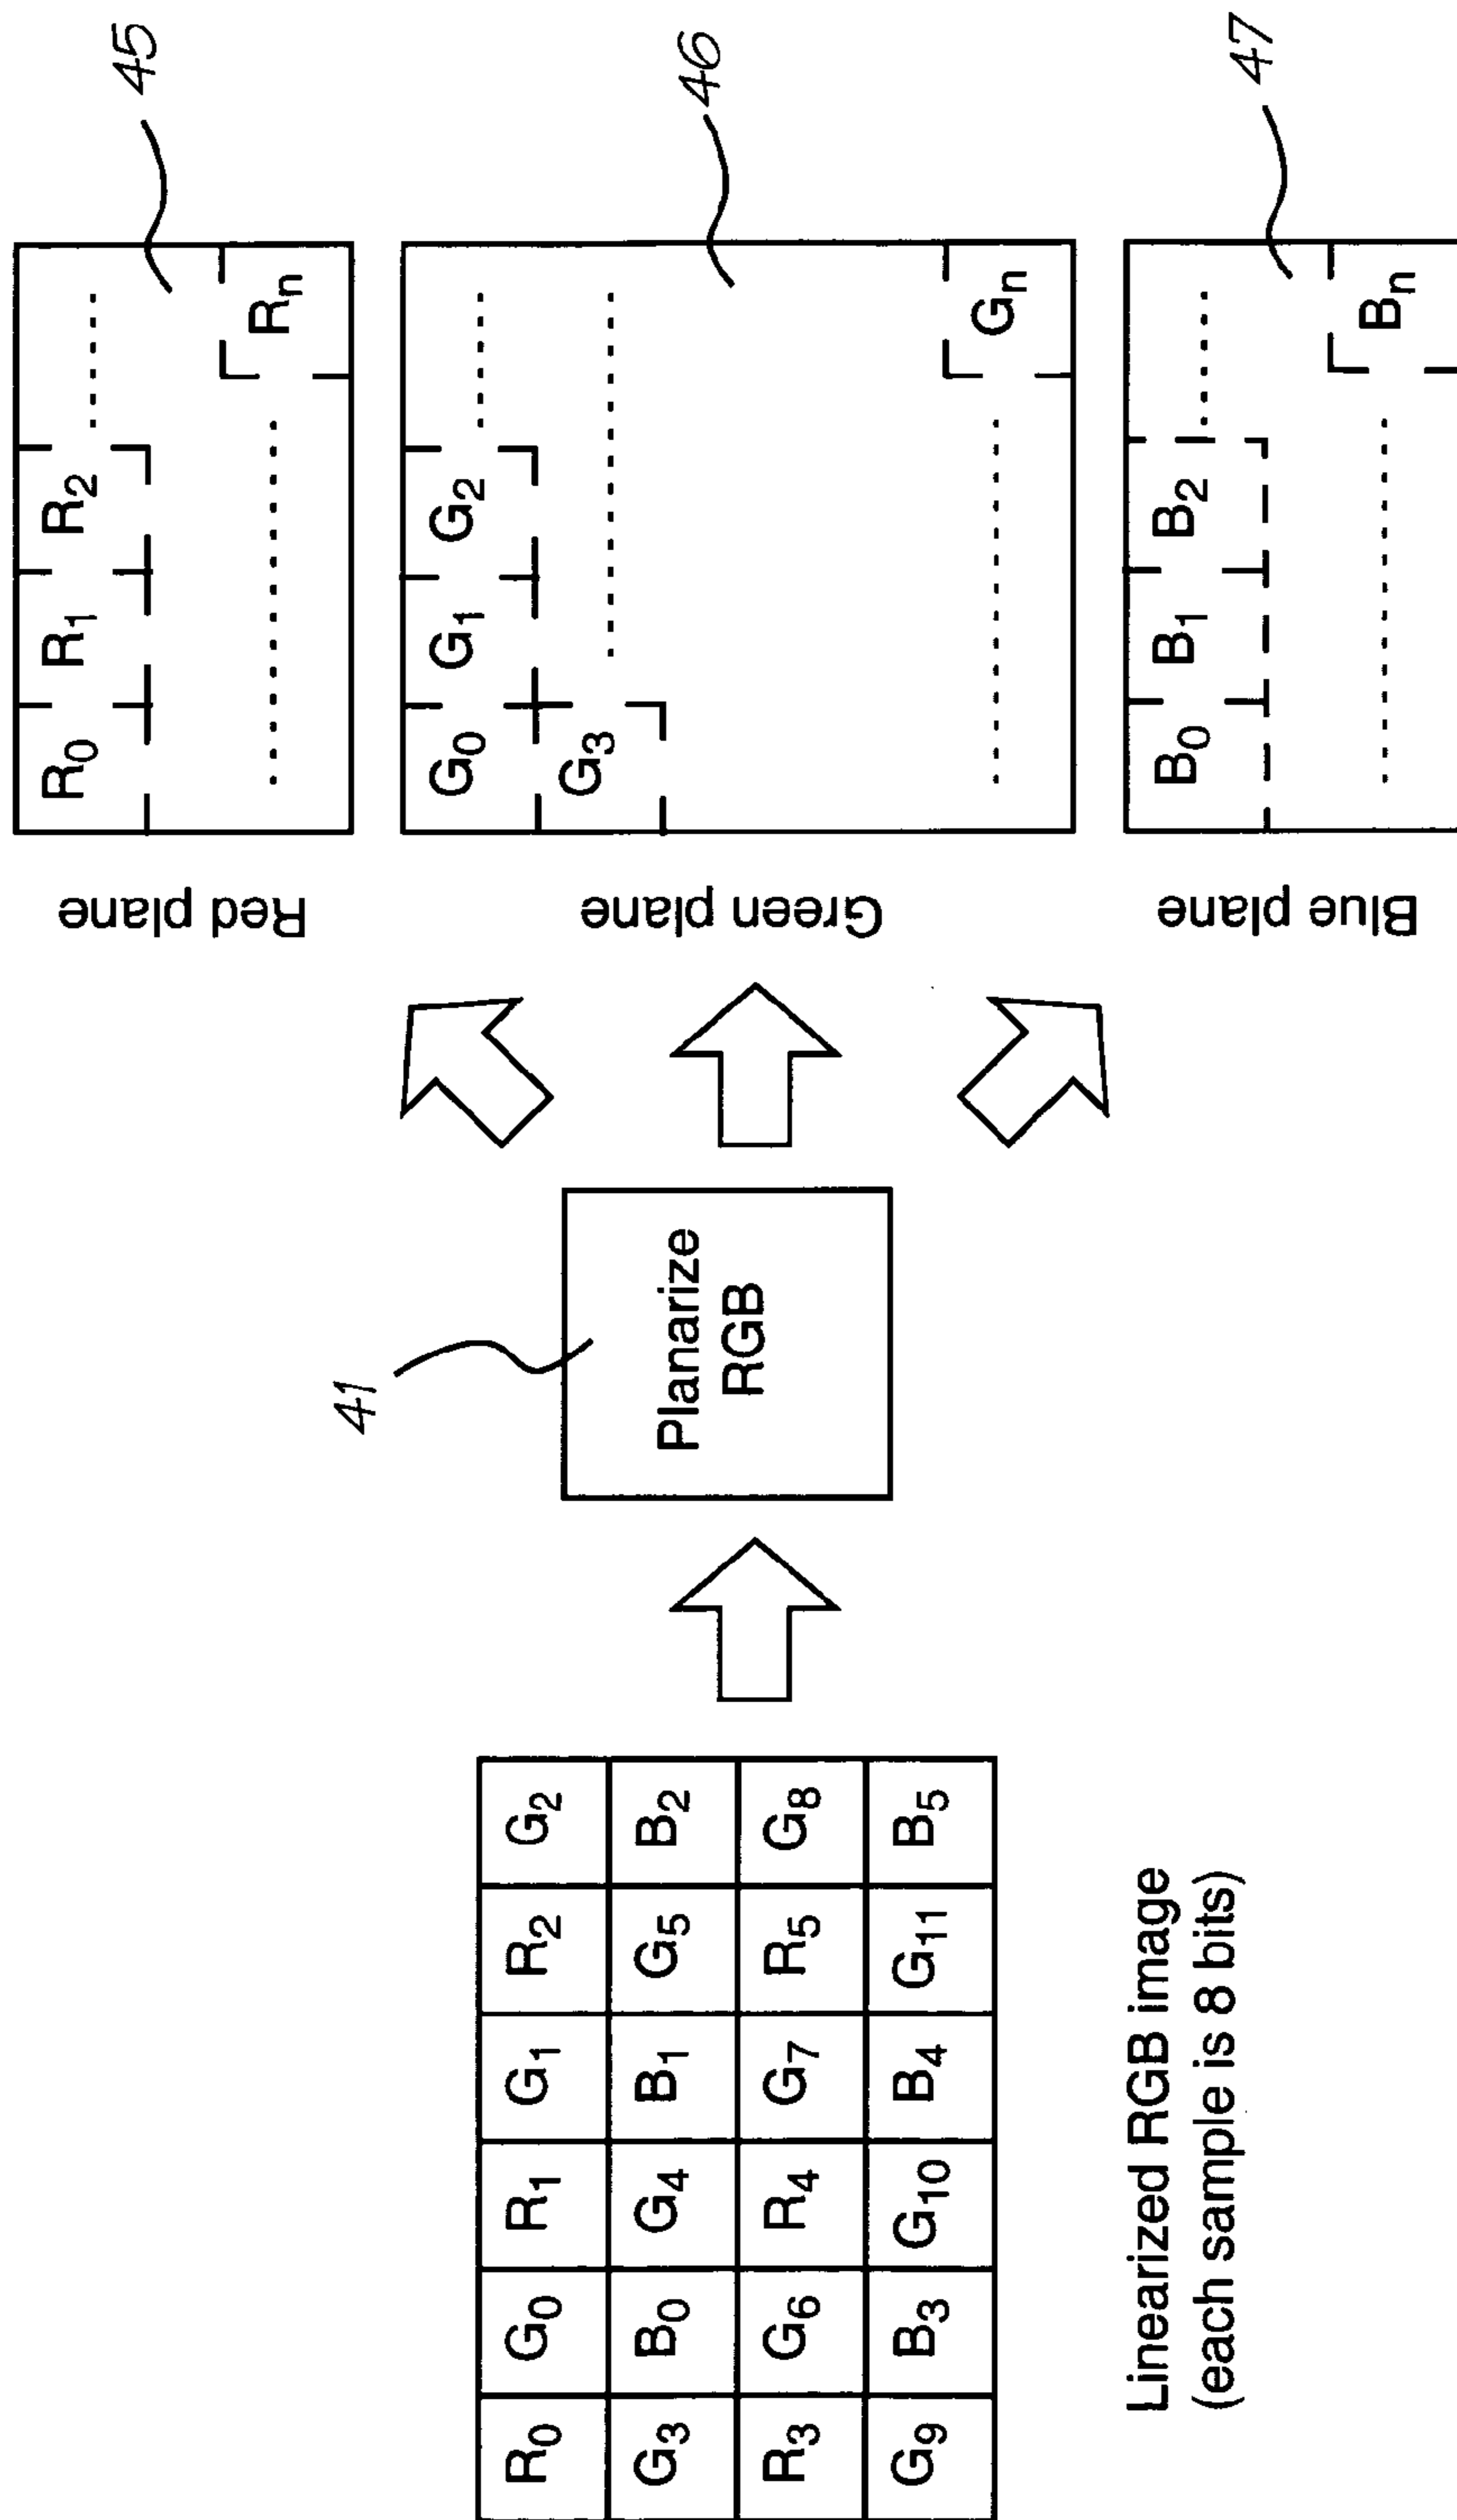 R0 G0 R1 G1 R2 G2
G3 B0 G4 B1 G5 B2
R3 G6 R4 G7 R5 G8
G9 B3 G10 B4 G11 B5
Linearized RGB image
(each sample is 8 bits)
41
Planarize
RGB
Red plane
R0 R1 R2
Rn
45
Green plane
G0 G1 G2
G3
Gn
46
Blue plane
B0 B1 B2
Bn
47